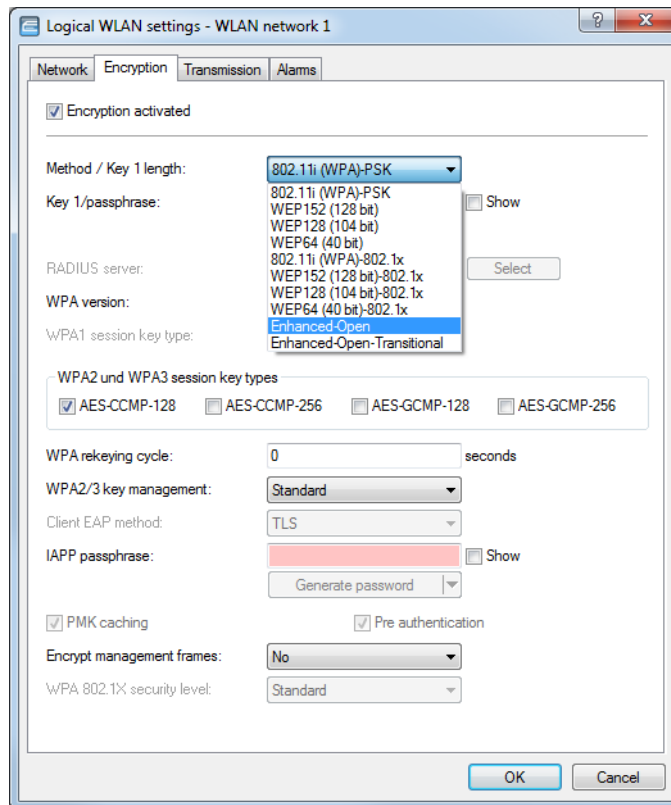 Logical WLAN settings - WLAN network 1
Network Encryption Transmission Alarms
Encryption activated
Method / Key 1 length: 802.11i (WPA)-PSK
802.11i (WPA)-PSK
Key 1/passphrase: Show
WEP152 (128 bit)
WEP128 (104 bit)
WEP64 (40 bit)
802.11i (WPA)-802.1x
RADIUS server: Select
WEP152 (128 bit)-802.1x
WEP128 (104 bit)-802.1x
WPA version:
WEP64 (40 bit)-802.1x
Enhanced-Open
WPA1 session key type:
Enhanced-Open-Transitional
WPA2 und WPA3 session key types
AES-CCMP-128 AES-CCMP-256 AES-GCMP-128 AES-GCMP-256
WPA rekeying cycle: 0 seconds
WPA2/3 key management: Standard
Client EAP method: TLS
IAPP passphrase: Show
Generate password
PMK caching Pre authentication
Encrypt management frames: No
WPA 802.1X security level: Standard
OK Cancel